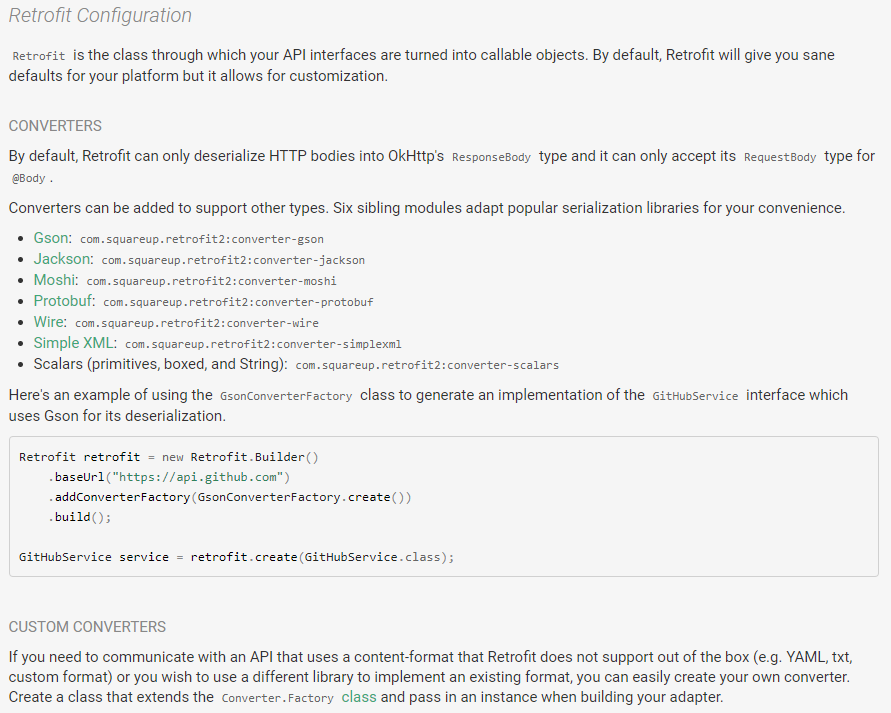 Retrofit Configuration
Retrofit is the class through which your API interfaces are turned into callable objects. By default, Retrofit will give you sane
defaults for your platform but it allows for customization.
CONVERTERS
By default, Retrofit can only deserialize HTTP bodies into OkHttp's ResponseBody type and it can only accept its RequestBody type for
@Body .
Converters can be added to support other types. Six sibling modules adapt popular serialization libraries for your convenience.
• Gson: com.squareup.retrofit2:converter-gson
• Jackson: com.squareup.retrofit2:converter-jackson
• Moshi: com.squareup.retrofit2:converter-moshi
• Protobuf: com.squareup.retrofit2:converter-protobuf
• Wire: com.squareup.retrofit2:converter-wire
• Simple XML: com.squareup.retrofit2:converter-simplexml
• Scalars (primitives, boxed, and String): com.squareup.retrofit2:converter-scalars
Here's an example of using the GsonConverterFactory class to generate an implementation of the GitHubService interface which
uses Gson for its deserialization.
Retrofit retrofit = new Retrofit.Builder()
    .baseUrl("https://api.github.com")
    .addConverterFactory(GsonConverterFactory.create())
    .build();
GitHubService service = retrofit.create(GitHubService.class);
CUSTOM CONVERTERS
If you need to communicate with an API that uses a content-format that Retrofit does not support out of the box (e.g. YAML, txt,
custom format) or you wish to use a different library to implement an existing format, you can easily create your own converter.
Create a class that extends the Converter.Factory class and pass in an instance when building your adapter.